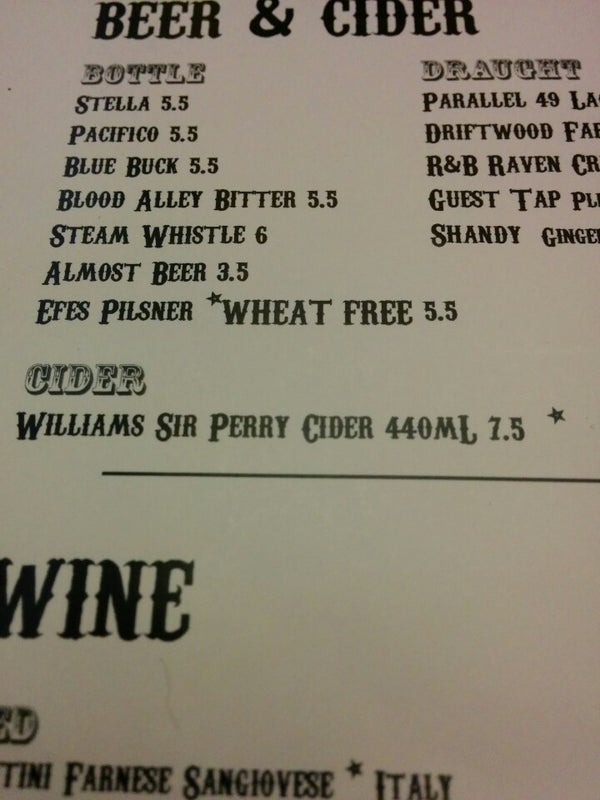 BEER & CIDER
BOTTLE
STELLA 5.5
PACIFICO 5.5
BLUE BUCK 5.5
BLOOD ALLEY BITTER 5.5
STEAM WHISTLE 6
ALMOST BEER 3.5
EFES PILSNER *WHEAT FREE 5.5
DRAUGHT
PARALLEL 49
DRIFTWOOD
R&B RAVEN
GUEST TAP
SHANDY
CIDER
WILLIAMS SIR PERRY CIDER 440ML 7.5 *
WINE
FARNESE SANGIOVESE * ITALY